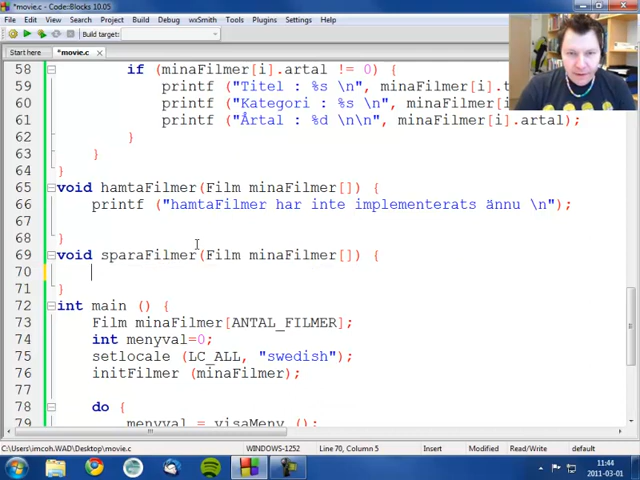 *movie.c - Code::Blocks 10.05
File Edit View Search Project Build Debug wxSmith Tools Plugins Settings Help
Build target:
Start here *movie.c
58 if (minaFilmer[i].artal != 0) {
59 printf ("Titel : %s \n", minaFilmer[i].t
60 printf ("Kategori : %s \n", minaFilmer[i]
61 printf ("Årtal : %d \n\n", minaFilmer[i].artal);
62 }
63 }
64 }
65 void hamtaFilmer(Film minaFilmer[]) {
66 printf ("hamtaFilmer har inte implementerats ännu \n");
67
68 }
69 void sparaFilmer(Film minaFilmer[]) {
70
71 }
72 int main () {
73 Film minaFilmer[ANTAL_FILMER];
74 int menyval=0;
75 setlocale (LC_ALL, "swedish");
76 initFilmer (minaFilmer);
77
78 do {
79 menyval = visaMeny ();
C:\Users\imcoh.WAD\Desktop\movie.c WINDOWS-1252 Line 70, Column 5 Insert Modified Read/Write default
11:44
2011-03-01